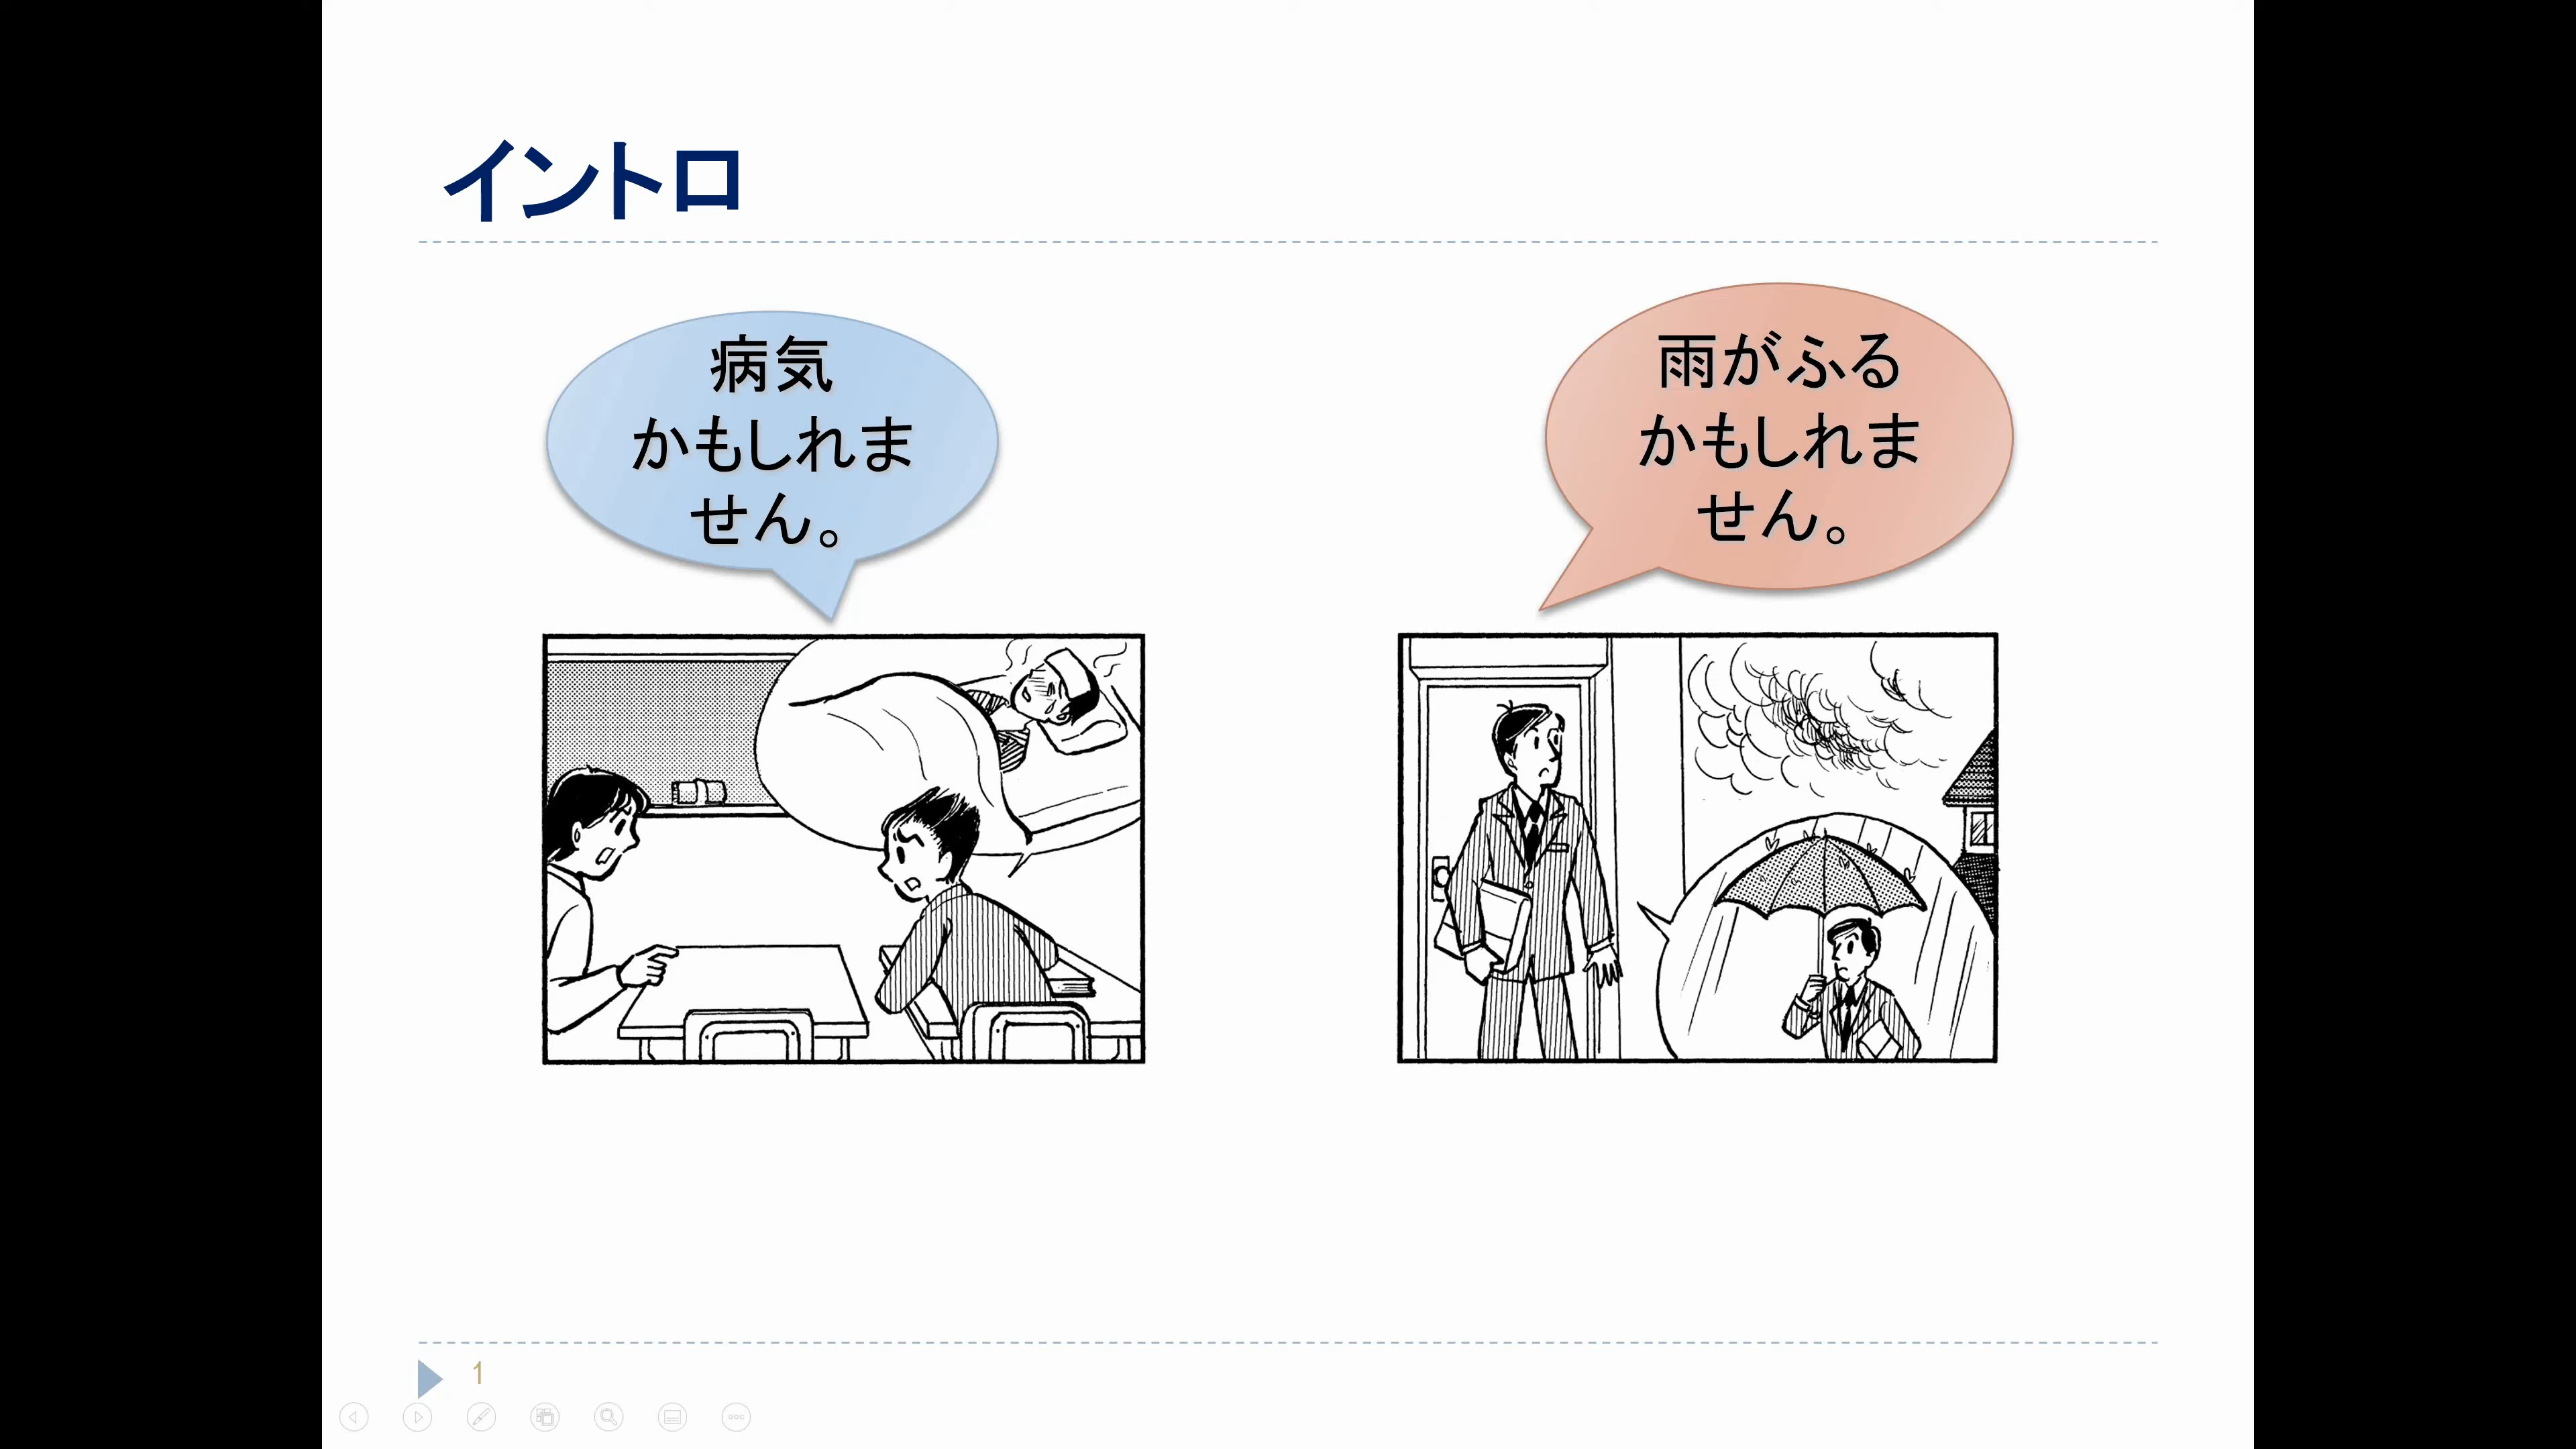 イントロ
病気
かもしれま
せん。
雨がふる
かもしれま
せん。
1